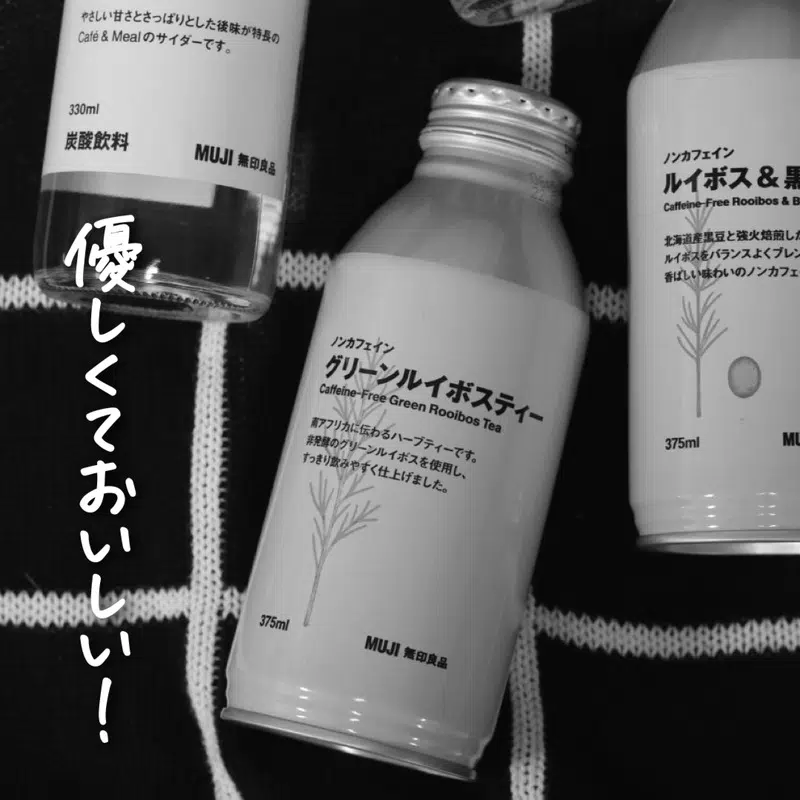 やさしい甘さとさっぱりとした後味が特長の
Café & Mealのサイダーです。
330ml
炭酸飲料
MUJI 無印良品
優しくておいしい!
ノンカフェイン
グリーンルイボスティー
Caffeine-Free Green Rooibos Tea
南アフリカに伝わるハーブティーです。
非発酵のグリーンルイボスを使用し、
すっきり飲みやすく仕上げました。
375ml
MUJI 無印良品
ノンカフェイン
ルイボス&黒
Caffeine-Free Rooibos & B
北海道産黒豆と強火焙煎した
ルイボスをバランスよくブレン
香ばしい味わいのノンカフェ
375ml
MU